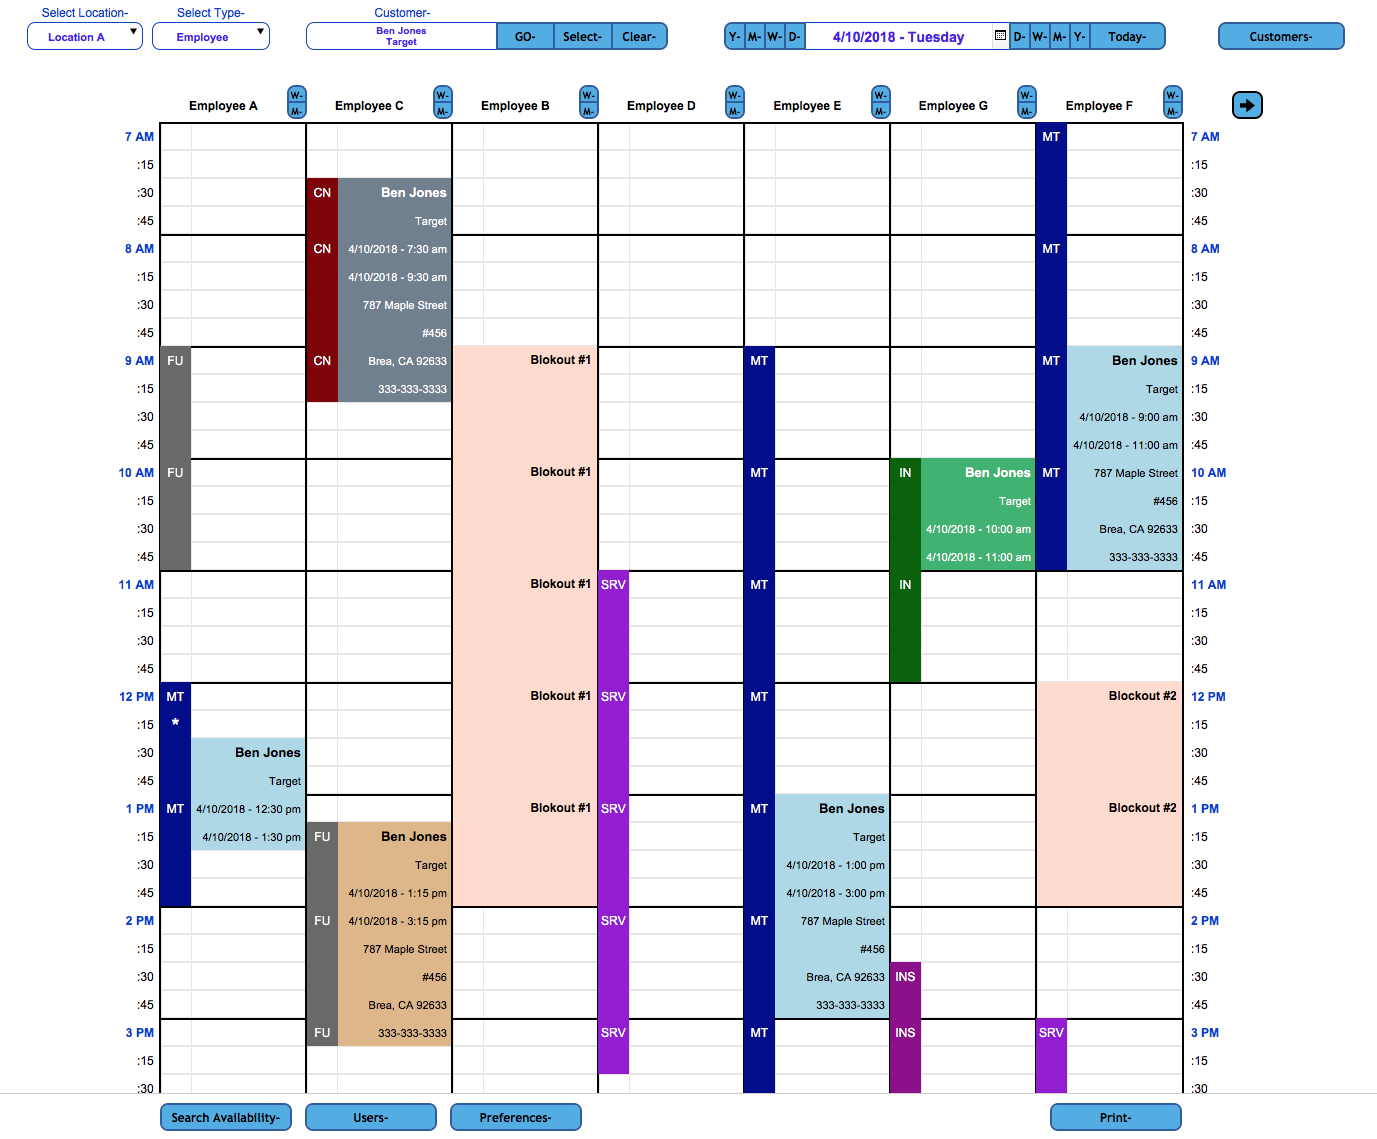 Select Location-
Select Type-
Customer-
Location A
Employee
Ben Jones
Target
GO-
Select-
Clear-
Y-
M-
W-
D-
4/10/2018 - Tuesday
D-
W-
M-
Y-
Today-
Customers-
Employee A
W-
M-
Employee C
W-
M-
Employee B
W-
M-
Employee D
W-
M-
Employee E
W-
M-
Employee G
W-
M-
Employee F
W-
M-
7 AM MT 7 AM
:15 :15
:30 CN Ben Jones :30
:45 Target :45
8 AM CN 4/10/2018 - 7:30 am MT 8 AM
:15 4/10/2018 - 9:30 am :15
:30 787 Maple Street :30
:45 #456 :45
9 AM FU CN Brea, CA 92633 Blokout #1 MT MT Ben Jones 9 AM
:15 333-333-3333 Target :15
:30 4/10/2018 - 9:00 am :30
:45 4/10/2018 - 11:00 am :45
10 AM FU Blokout #1 MT IN Ben Jones MT 787 Maple Street 10 AM
:15 Target #456 :15
:30 4/10/2018 - 10:00 am Brea, CA 92633 :30
:45 4/10/2018 - 11:00 am 333-333-3333 :45
11 AM Blokout #1 SRV MT IN 11 AM
:15 :15
:30 :30
:45 :45
12 PM MT Blokout #1 SRV MT Blockout #2 12 PM
:15 * :15
:30 Ben Jones :30
:45 Target :45
1 PM MT 4/10/2018 - 12:30 pm Blokout #1 SRV MT Ben Jones Blockout #2 1 PM
:15 4/10/2018 - 1:30 pm FU Ben Jones Target :15
:30 Target 4/10/2018 - 1:00 pm :30
:45 4/10/2018 - 1:15 pm 4/10/2018 - 3:00 pm :45
2 PM FU 4/10/2018 - 3:15 pm SRV MT 787 Maple Street 2 PM
:15 787 Maple Street #456 :15
:30 #456 Brea, CA 92633 INS :30
:45 Brea, CA 92633 333-333-3333 :45
3 PM FU 333-333-3333 SRV MT INS SRV 3 PM
:15 :15
:30 :30
Search Availability-
Users-
Preferences-
Print-